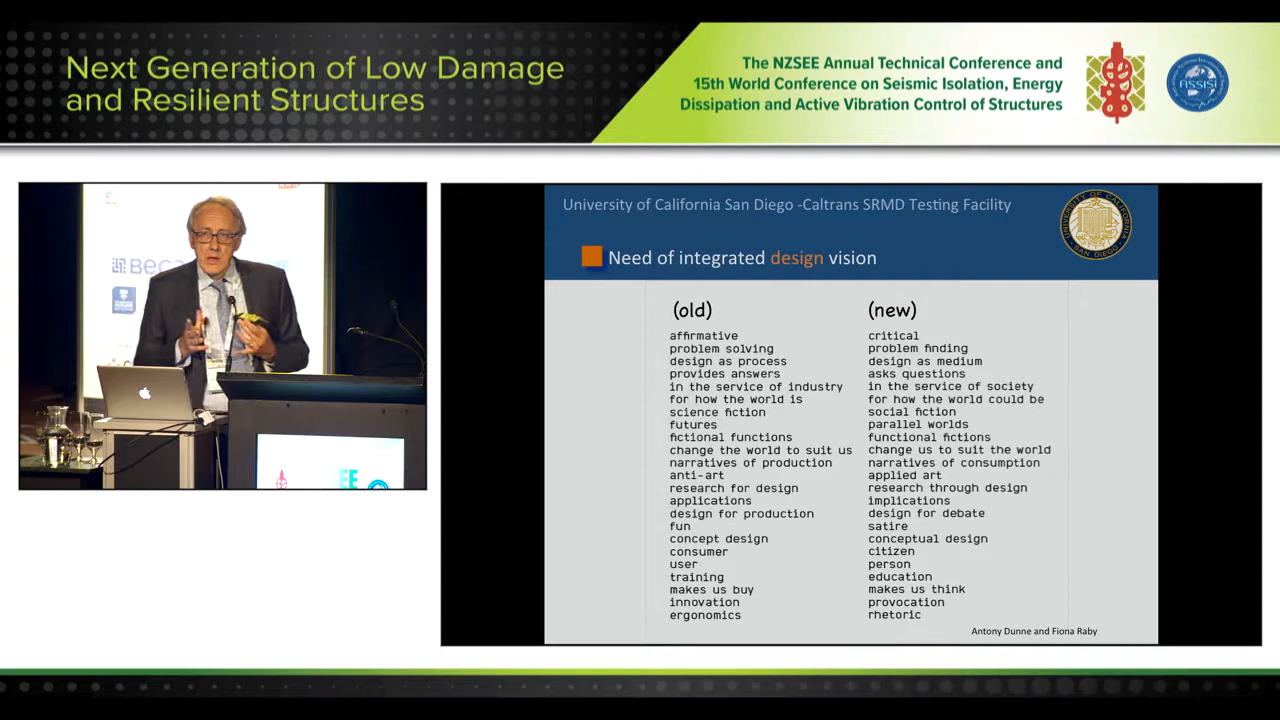 Next Generation of Low Damage
and Resilient Structures
The NZSEE Annual Technical Conference and
15th World Conference on Seismic Isolation, Energy
Dissipation and Active Vibration Control of Structures
ASSISi
Beca
University of California San Diego -Caltrans SRMD Testing Facility
UNIVERSITY OF CALIFORNIA
SAN DIEGO
Need of integrated design vision
(old) (new)
affirmative critical
problem solving problem finding
design as process design as medium
provides answers asks questions
in the service of industry in the service of society
for how the world is for how the world could be
science fiction social fiction
futures parallel worlds
fictional functions functional fictions
change the world to suit us change us to suit the world
narratives of production narratives of consumption
anti-art applied art
research for design research through design
applications implications
design for production design for debate
fun satire
concept design conceptual design
consumer citizen
user person
training education
makes us buy makes us think
innovation provocation
ergonomics rhetoric
Antony Dunne and Fiona Raby